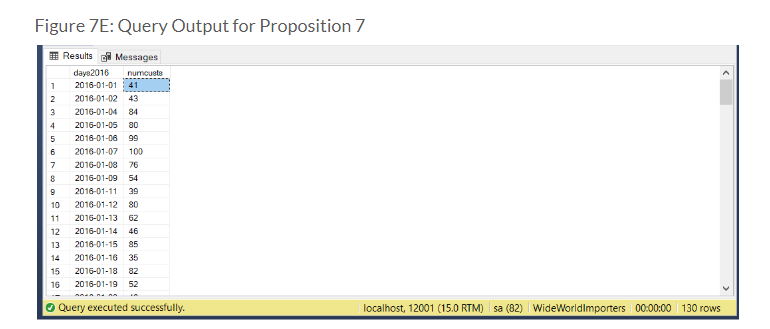 Figure 7E: Query Output for Proposition 7
Results Messages
days2016 numcusts
1 2016-01-01 41
2 2016-01-02 43
3 2016-01-04 84
4 2016-01-05 80
5 2016-01-06 99
6 2016-01-07 100
7 2016-01-08 76
8 2016-01-09 54
9 2016-01-11 39
10 2016-01-12 80
11 2016-01-13 62
12 2016-01-14 46
13 2016-01-15 85
14 2016-01-16 35
15 2016-01-18 82
16 2016-01-19 52
Query executed successfully. localhost, 12001 (15.0 RTM) sa (82) WideWorldImporters 00:00:00 130 rows